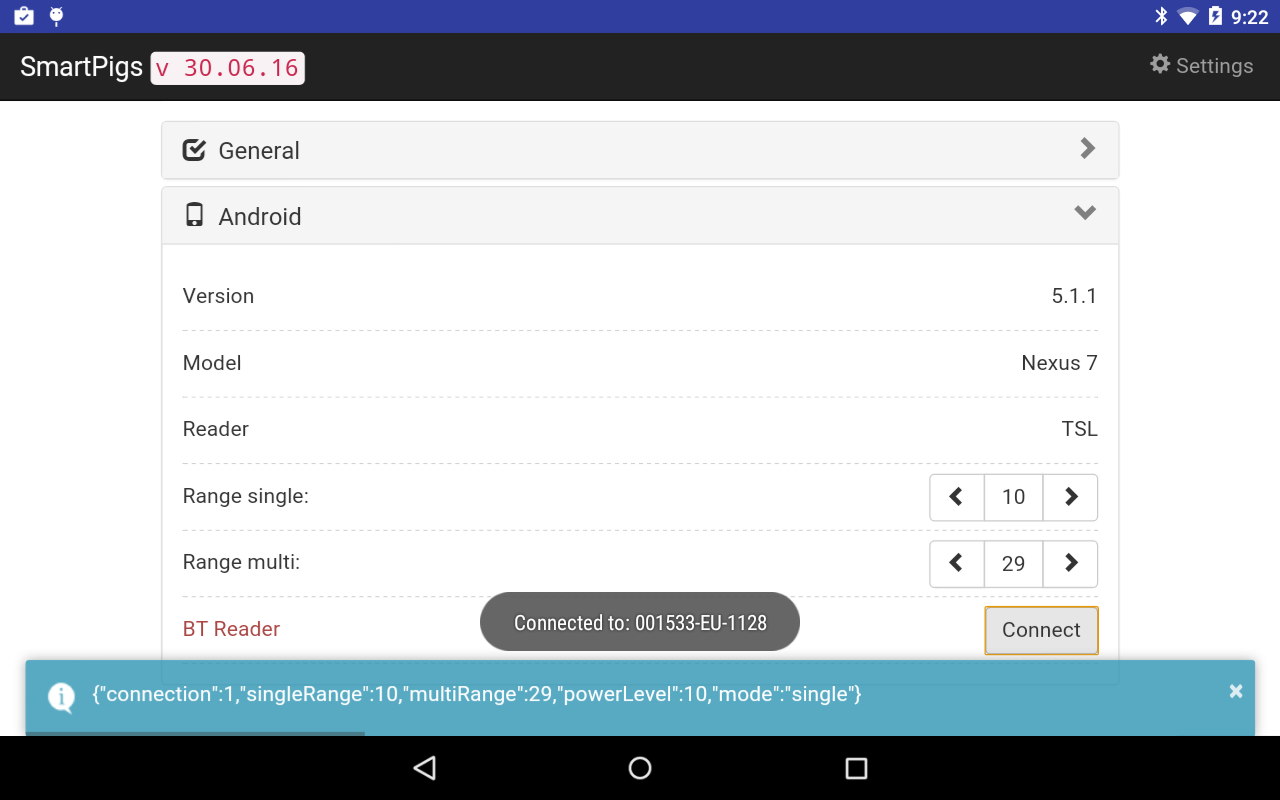 9:22
SmartPigs v 30.06.16 Settings
General
Android
Version 5.1.1
Model Nexus 7
Reader TSL
Range single: 10
Range multi: 29
Connected to: 001533-EU-1128
BT Reader Connect
{"connection":1,"singleRange":10,"multiRange":29,"powerLevel":10,"mode":"single"} ×